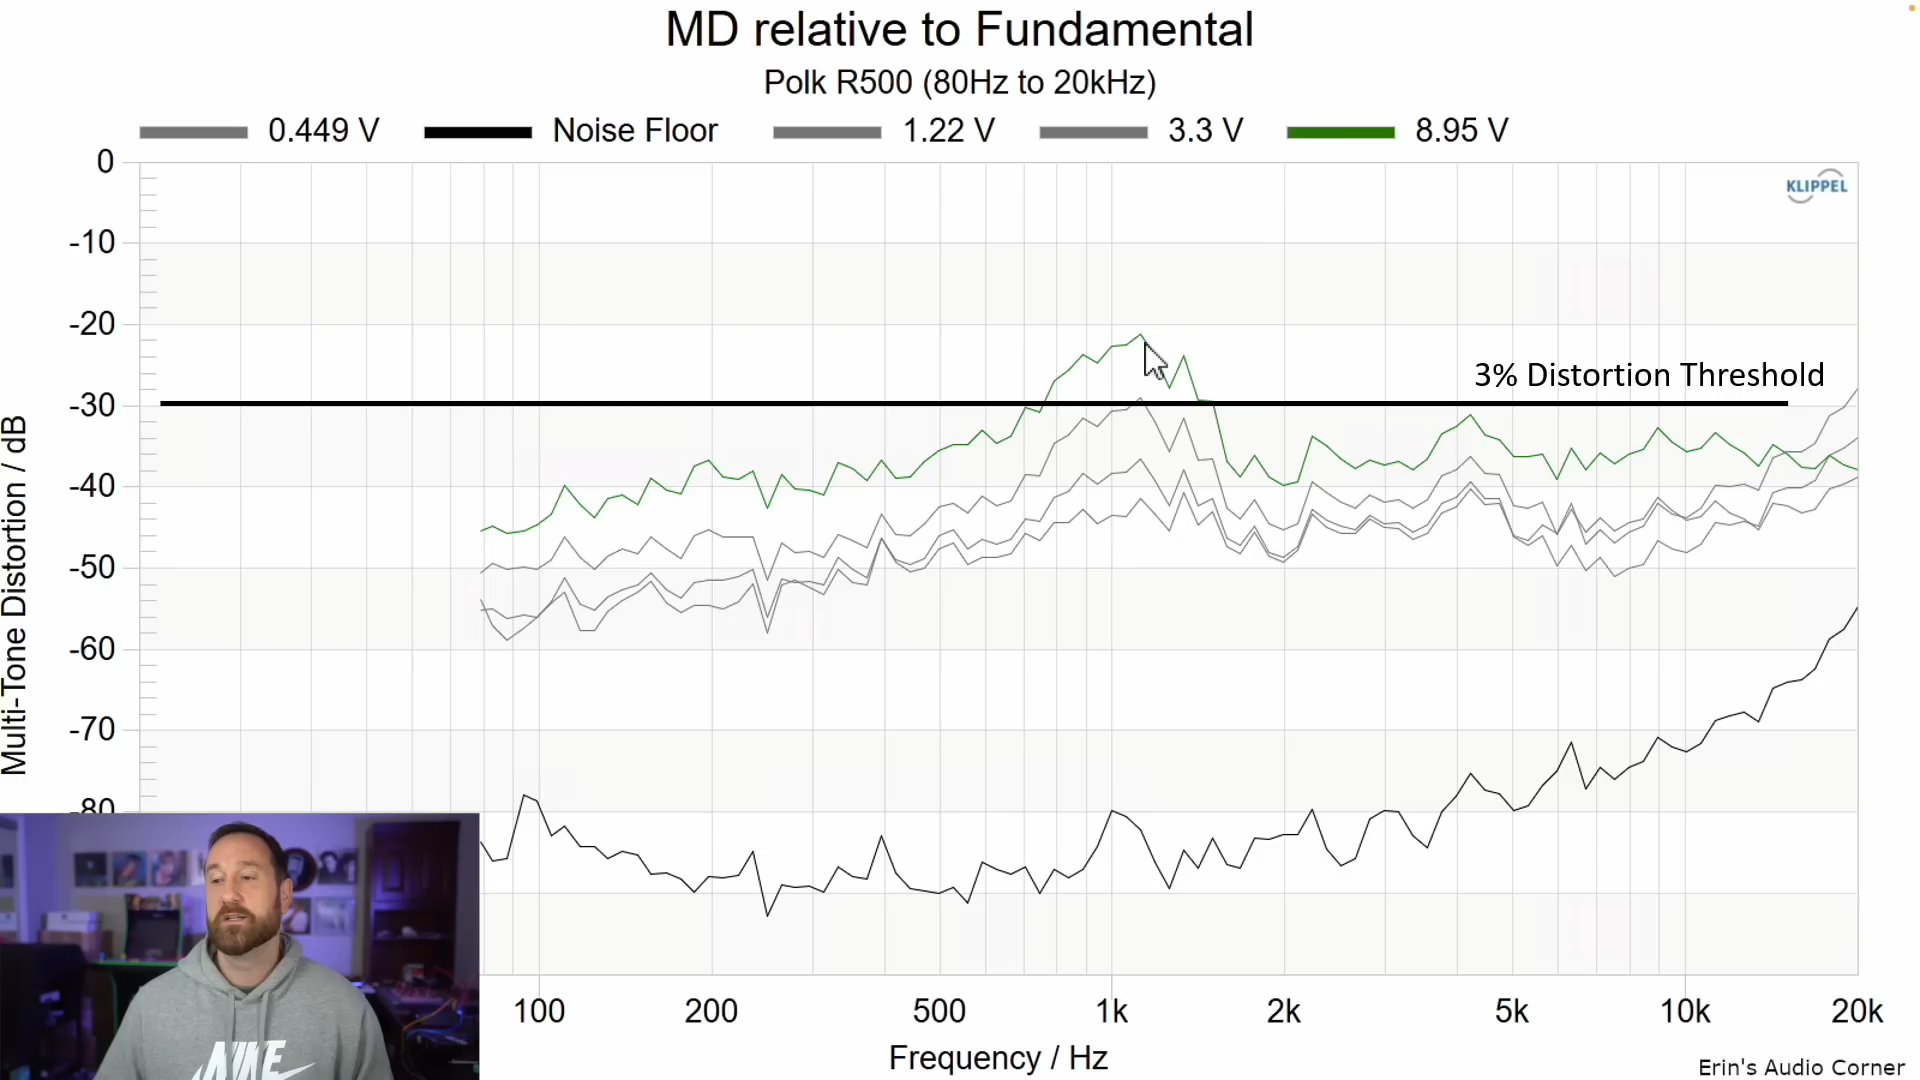 MD relative to Fundamental
Polk R500 (80Hz to 20kHz)
0.449 V Noise Floor 1.22 V 3.3 V 8.95 V
KLIPPEL
0
-10
-20
-30
-40
-50
-60
-70
-80
Multi-Tone Distortion / dB
3% Distortion Threshold
100 200 500 1k 2k 5k 10k 20k
Frequency / Hz
NIKE
Erin's Audio Corner